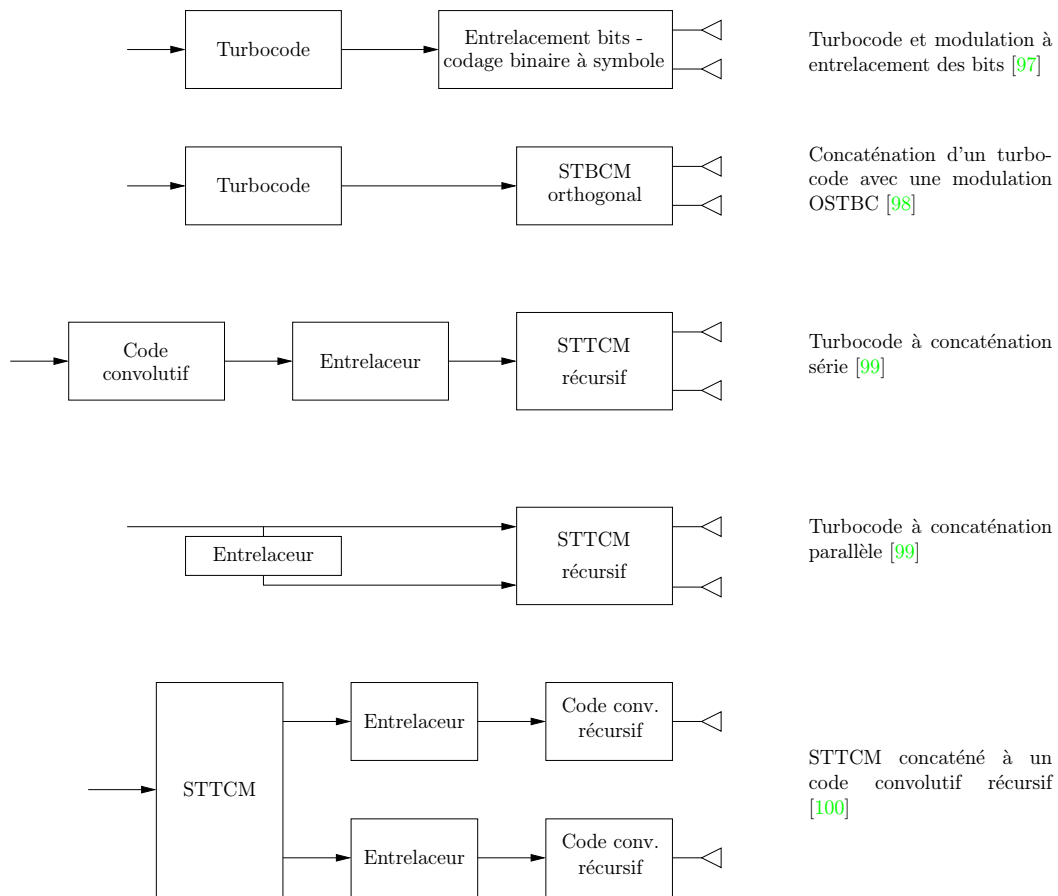 Turbocode
Entrelacement bits -
codage binaire à symbole
Turbocode et modulation à
entrelacement des bits [97]
Turbocode
STBCM
orthogonal
Concaténation d'un turbo-
code avec une modulation
OSTBC [98]
Code
convolutif
Entrelaceur
STTCM
récursif
Turbocode à concaténation
série [99]
Entrelaceur
STTCM
récursif
Turbocode à concaténation
parallèle [99]
STTCM
Entrelaceur
Code conv.
récursif
Entrelaceur
Code conv.
récursif
STTCM concaténé à un
code convolutif récursif
[100]